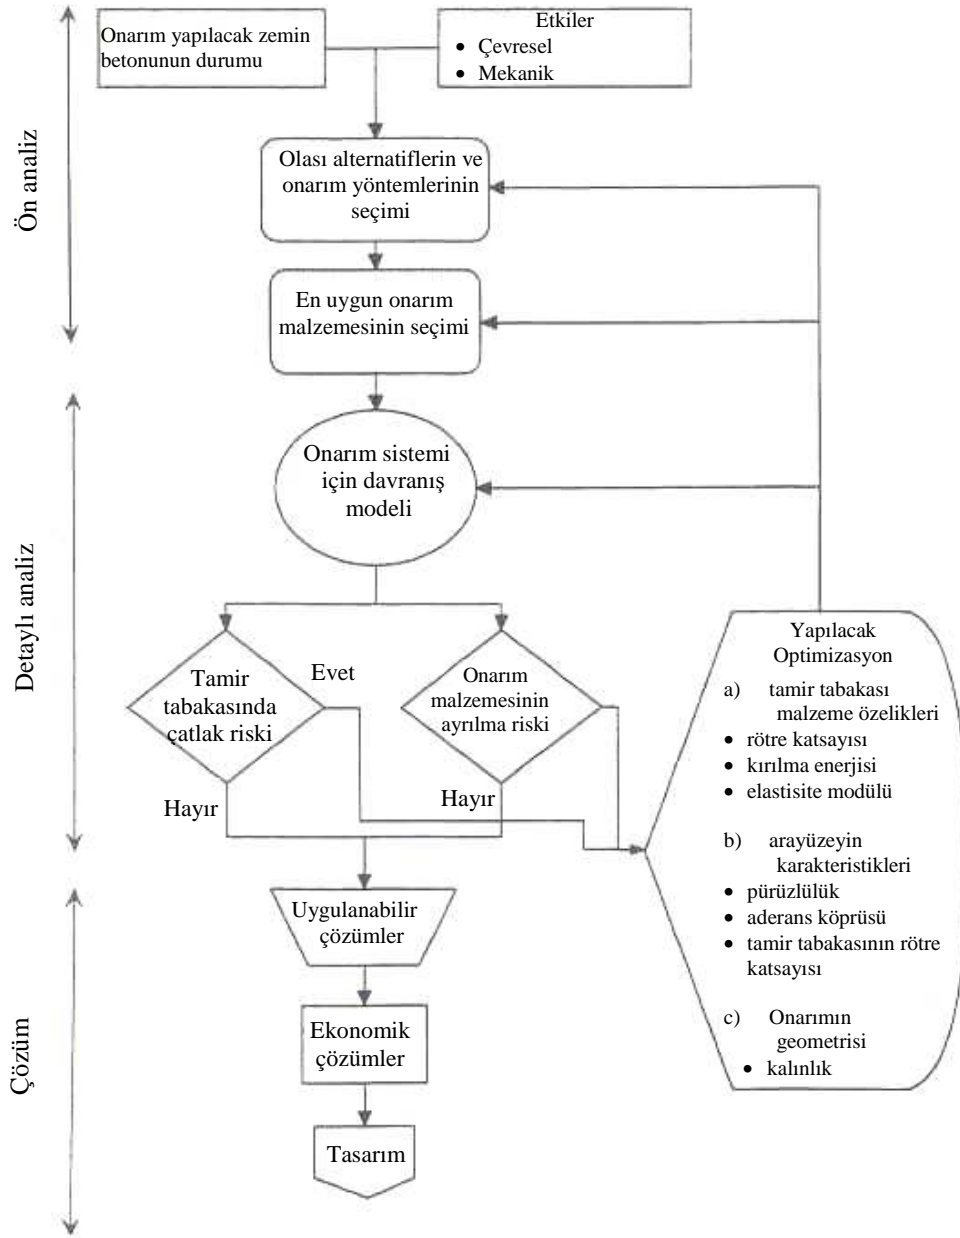 Onarım yapılacak zemin
betonunun durumu
Etkiler
• Çevresel
• Mekanik
Ön analiz
Olası alternatiflerin ve
onarım yöntemlerinin
seçimi
En uygun onarım
malzemesinin seçimi
Detaylı analiz
Onarım sistemi
için davranış
modeli
Tamir
tabakasında
çatlak riski
Evet
Onarım
malzemesinin
ayrılma riski
Hayır
Hayır
Yapılacak
Optimizasyon
a) tamir tabakası
malzeme özelikleri
• rötre katsayısı
• kırılma enerjisi
• elastisite modülü
b) arayüzeyin
karakteristikleri
• pürüzlülük
• aderans köprüsü
• tamir tabakasının rötre
katsayısı
c) Onarımın
geometrisi
• kalınlık
Çözüm
Uygulanabilir
çözümler
Ekonomik
çözümler
Tasarım